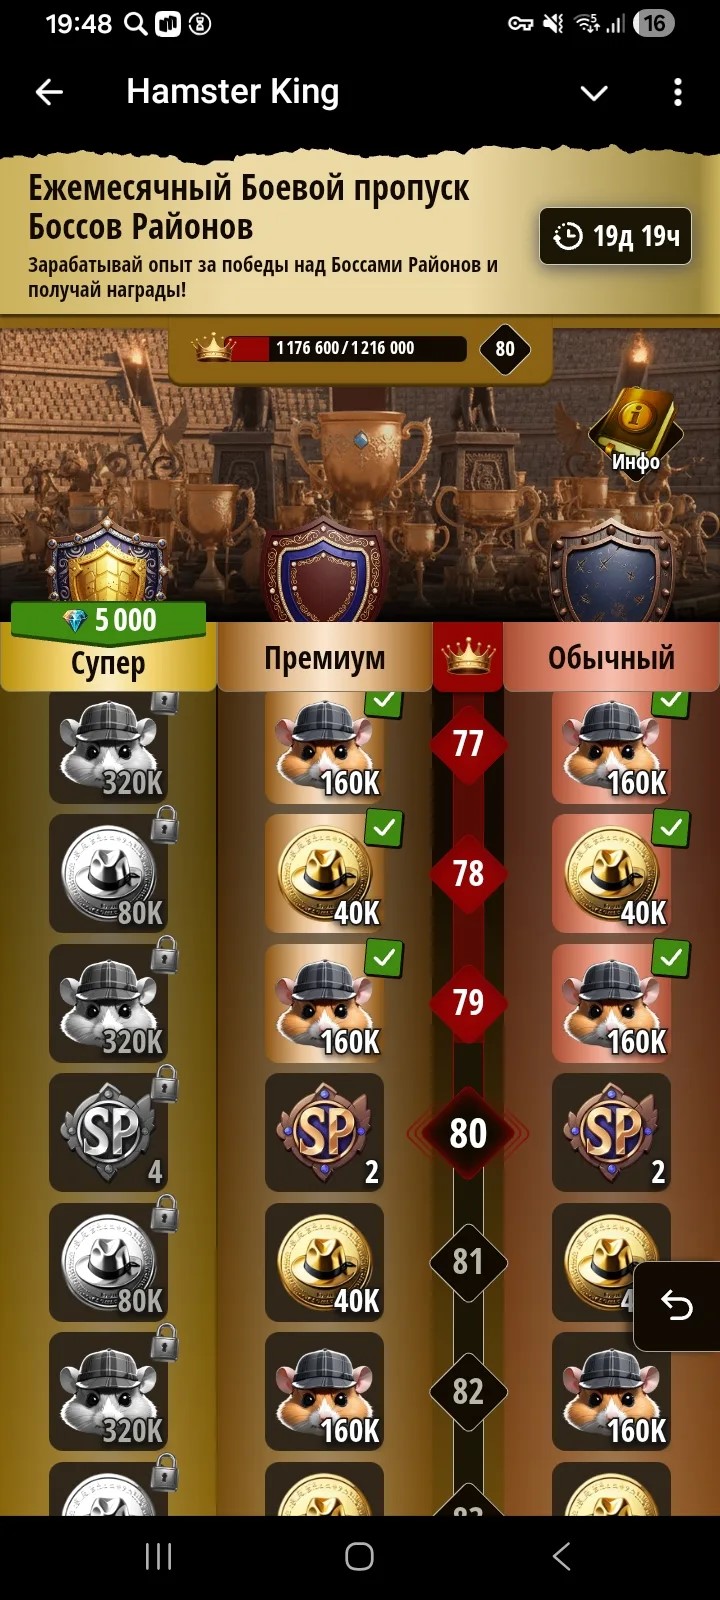 19:48
16
Hamster King
Ежемесячный Боевой пропуск
Боссов Районов
19д 19ч
Зарабатывай опыт за победы над Боссами Районов и
получай награды!
1 176 600 / 1 216 000
80
Инфо
5 000
Супер
Премиум
Обычный
320K
160K
77
160K
80K
40K
78
40K
320K
160K
79
160K
SP
4
SP
2
80
SP
2
80K
40K
81
320K
160K
82
160K